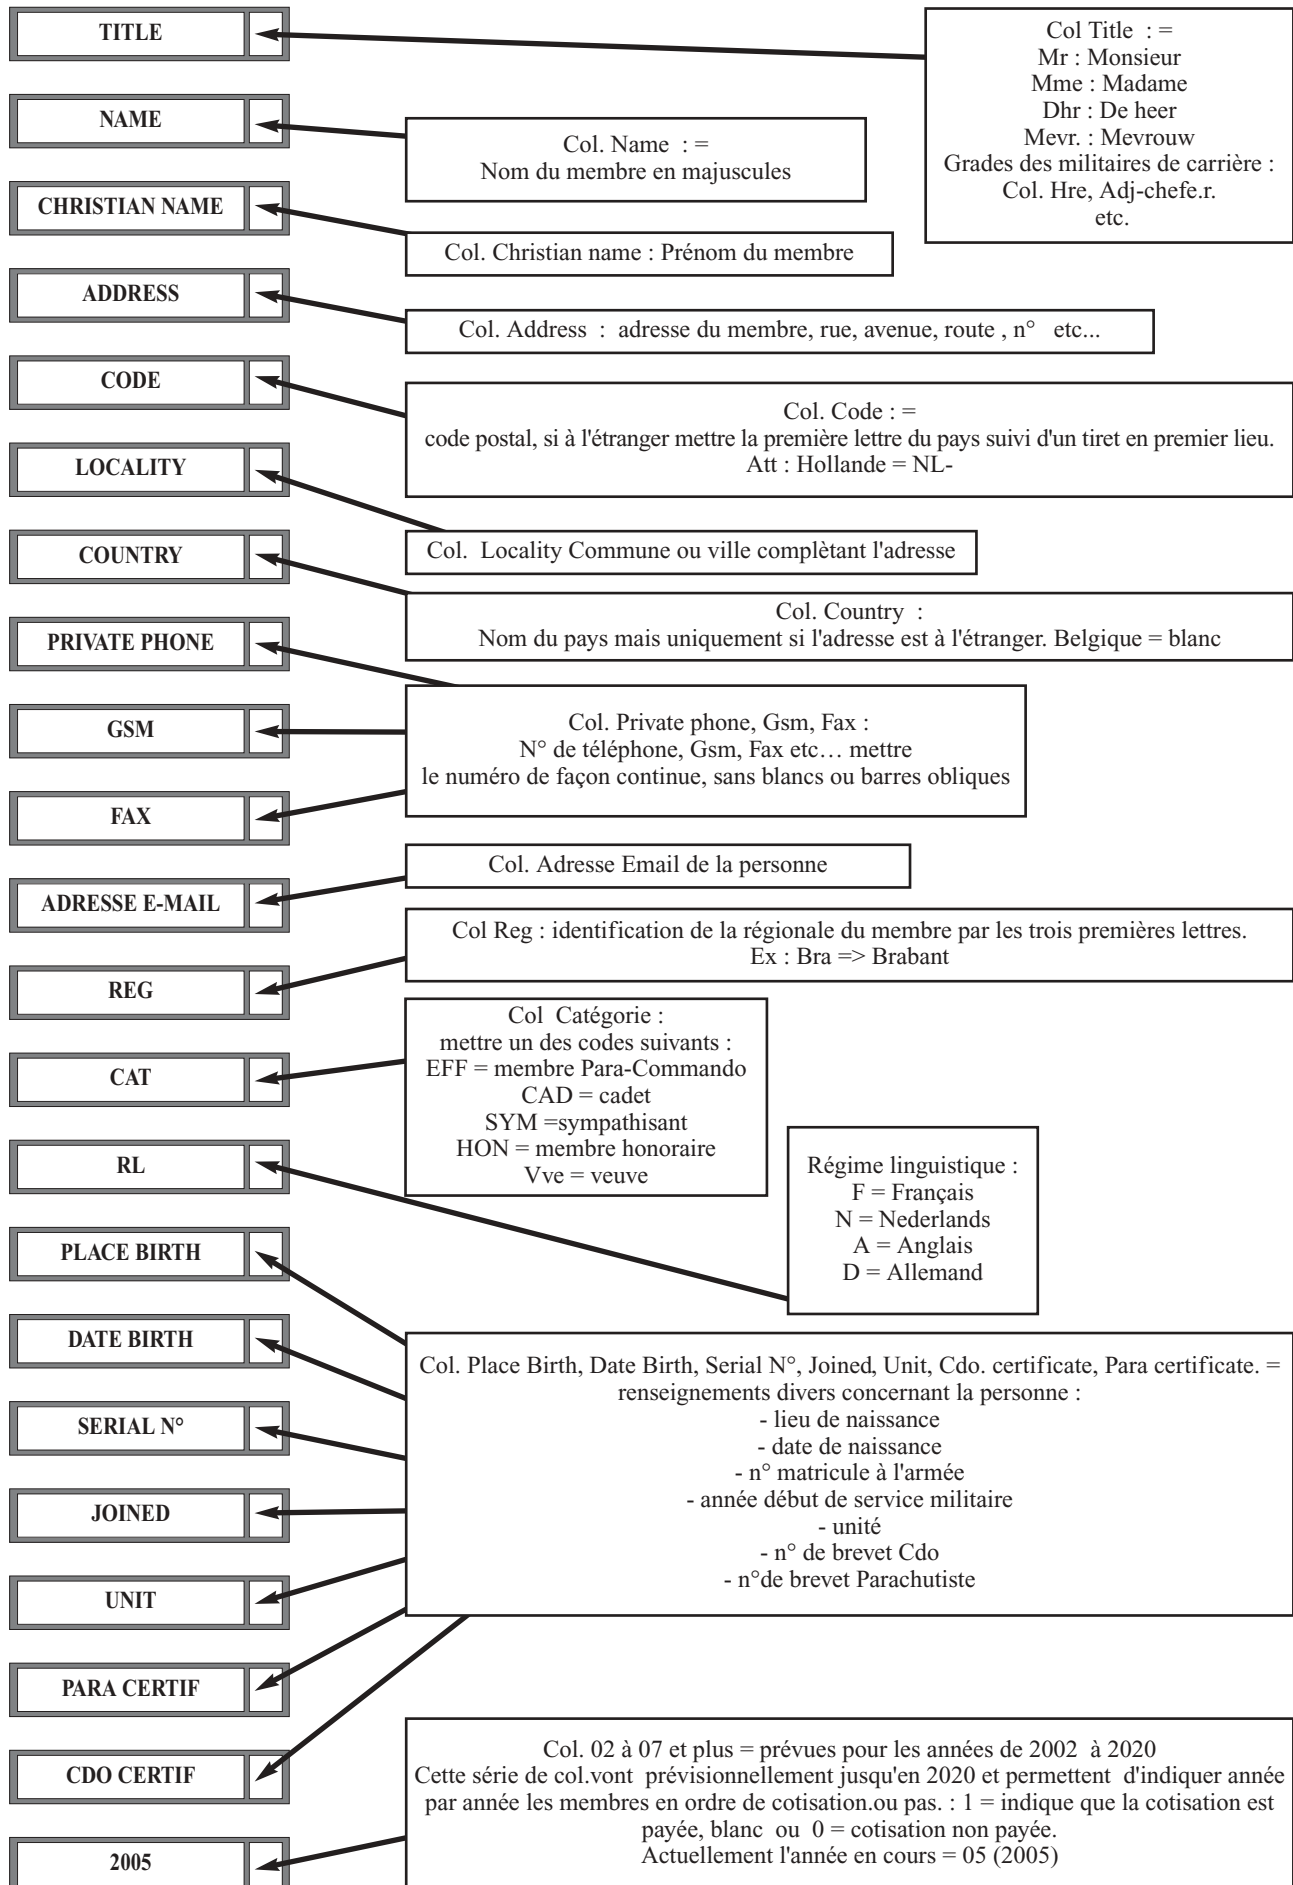 TITLE
Col Title : =
Mr : Monsieur
Mme : Madame
Dhr : De heer
Mevr. : Mevrouw
Grades des militaires de carrière :
Col. Hre, Adj-chefe.r.
etc.
NAME
Col. Name : =
Nom du membre en majuscules
CHRISTIAN NAME
Col. Christian name : Prénom du membre
ADDRESS
Col. Address : adresse du membre, rue, avenue, route , n° etc...
CODE
Col. Code : =
code postal, si à l'étranger mettre la première lettre du pays suivi d'un tiret en premier lieu.
Att : Hollande = NL-
LOCALITY
Col. Locality Commune ou ville complètant l'adresse
COUNTRY
Col. Country :
Nom du pays mais uniquement si l'adresse est à l'étranger. Belgique = blanc
PRIVATE PHONE
GSM
FAX
Col. Private phone, Gsm, Fax :
N° de téléphone, Gsm, Fax etc… mettre
le numéro de façon continue, sans blancs ou barres obliques
ADRESSE E-MAIL
Col. Adresse Email de la personne
REG
Col Reg : identification de la régionale du membre par les trois premières lettres.
Ex : Bra => Brabant
CAT
Col Catégorie :
mettre un des codes suivants :
EFF = membre Para-Commando
CAD = cadet
SYM =sympathisant
HON = membre honoraire
Vve = veuve
RL
Régime linguistique :
F = Français
N = Nederlands
A = Anglais
D = Allemand
PLACE BIRTH
DATE BIRTH
SERIAL N°
JOINED
UNIT
PARA CERTIF
CDO CERTIF
Col. Place Birth, Date Birth, Serial N°, Joined, Unit, Cdo. certificate, Para certificate. =
renseignements divers concernant la personne :
- lieu de naissance
- date de naissance
- n° matricule à l'armée
- année début de service militaire
- unité
- n° de brevet Cdo
- n°de brevet Parachutiste
2005
Col. 02 à 07 et plus = prévues pour les années de 2002 à 2020
Cette série de col.vont prévisionnellement jusqu'en 2020 et permettent d'indiquer année
par année les membres en ordre de cotisation.ou pas. : 1 = indique que la cotisation est
payée, blanc ou 0 = cotisation non payée.
Actuellement l'année en cours = 05 (2005)